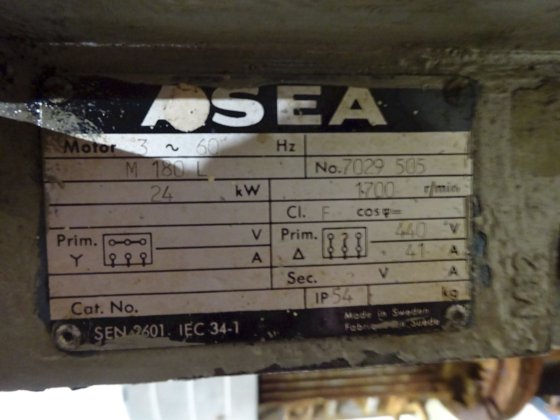 ASEA
Motor 3 ~ 60 Hz
M 180 L No. 7029 505
24 kW 1700 r/min
Cl. F cosφ=
Prim. V Prim. 440 V
Y A Δ 41 A
Sec. V A
Cat. No. IP 54 kg
SEN 2601 IEC 34-1 Made in Sweden
Fabriqué en Suède